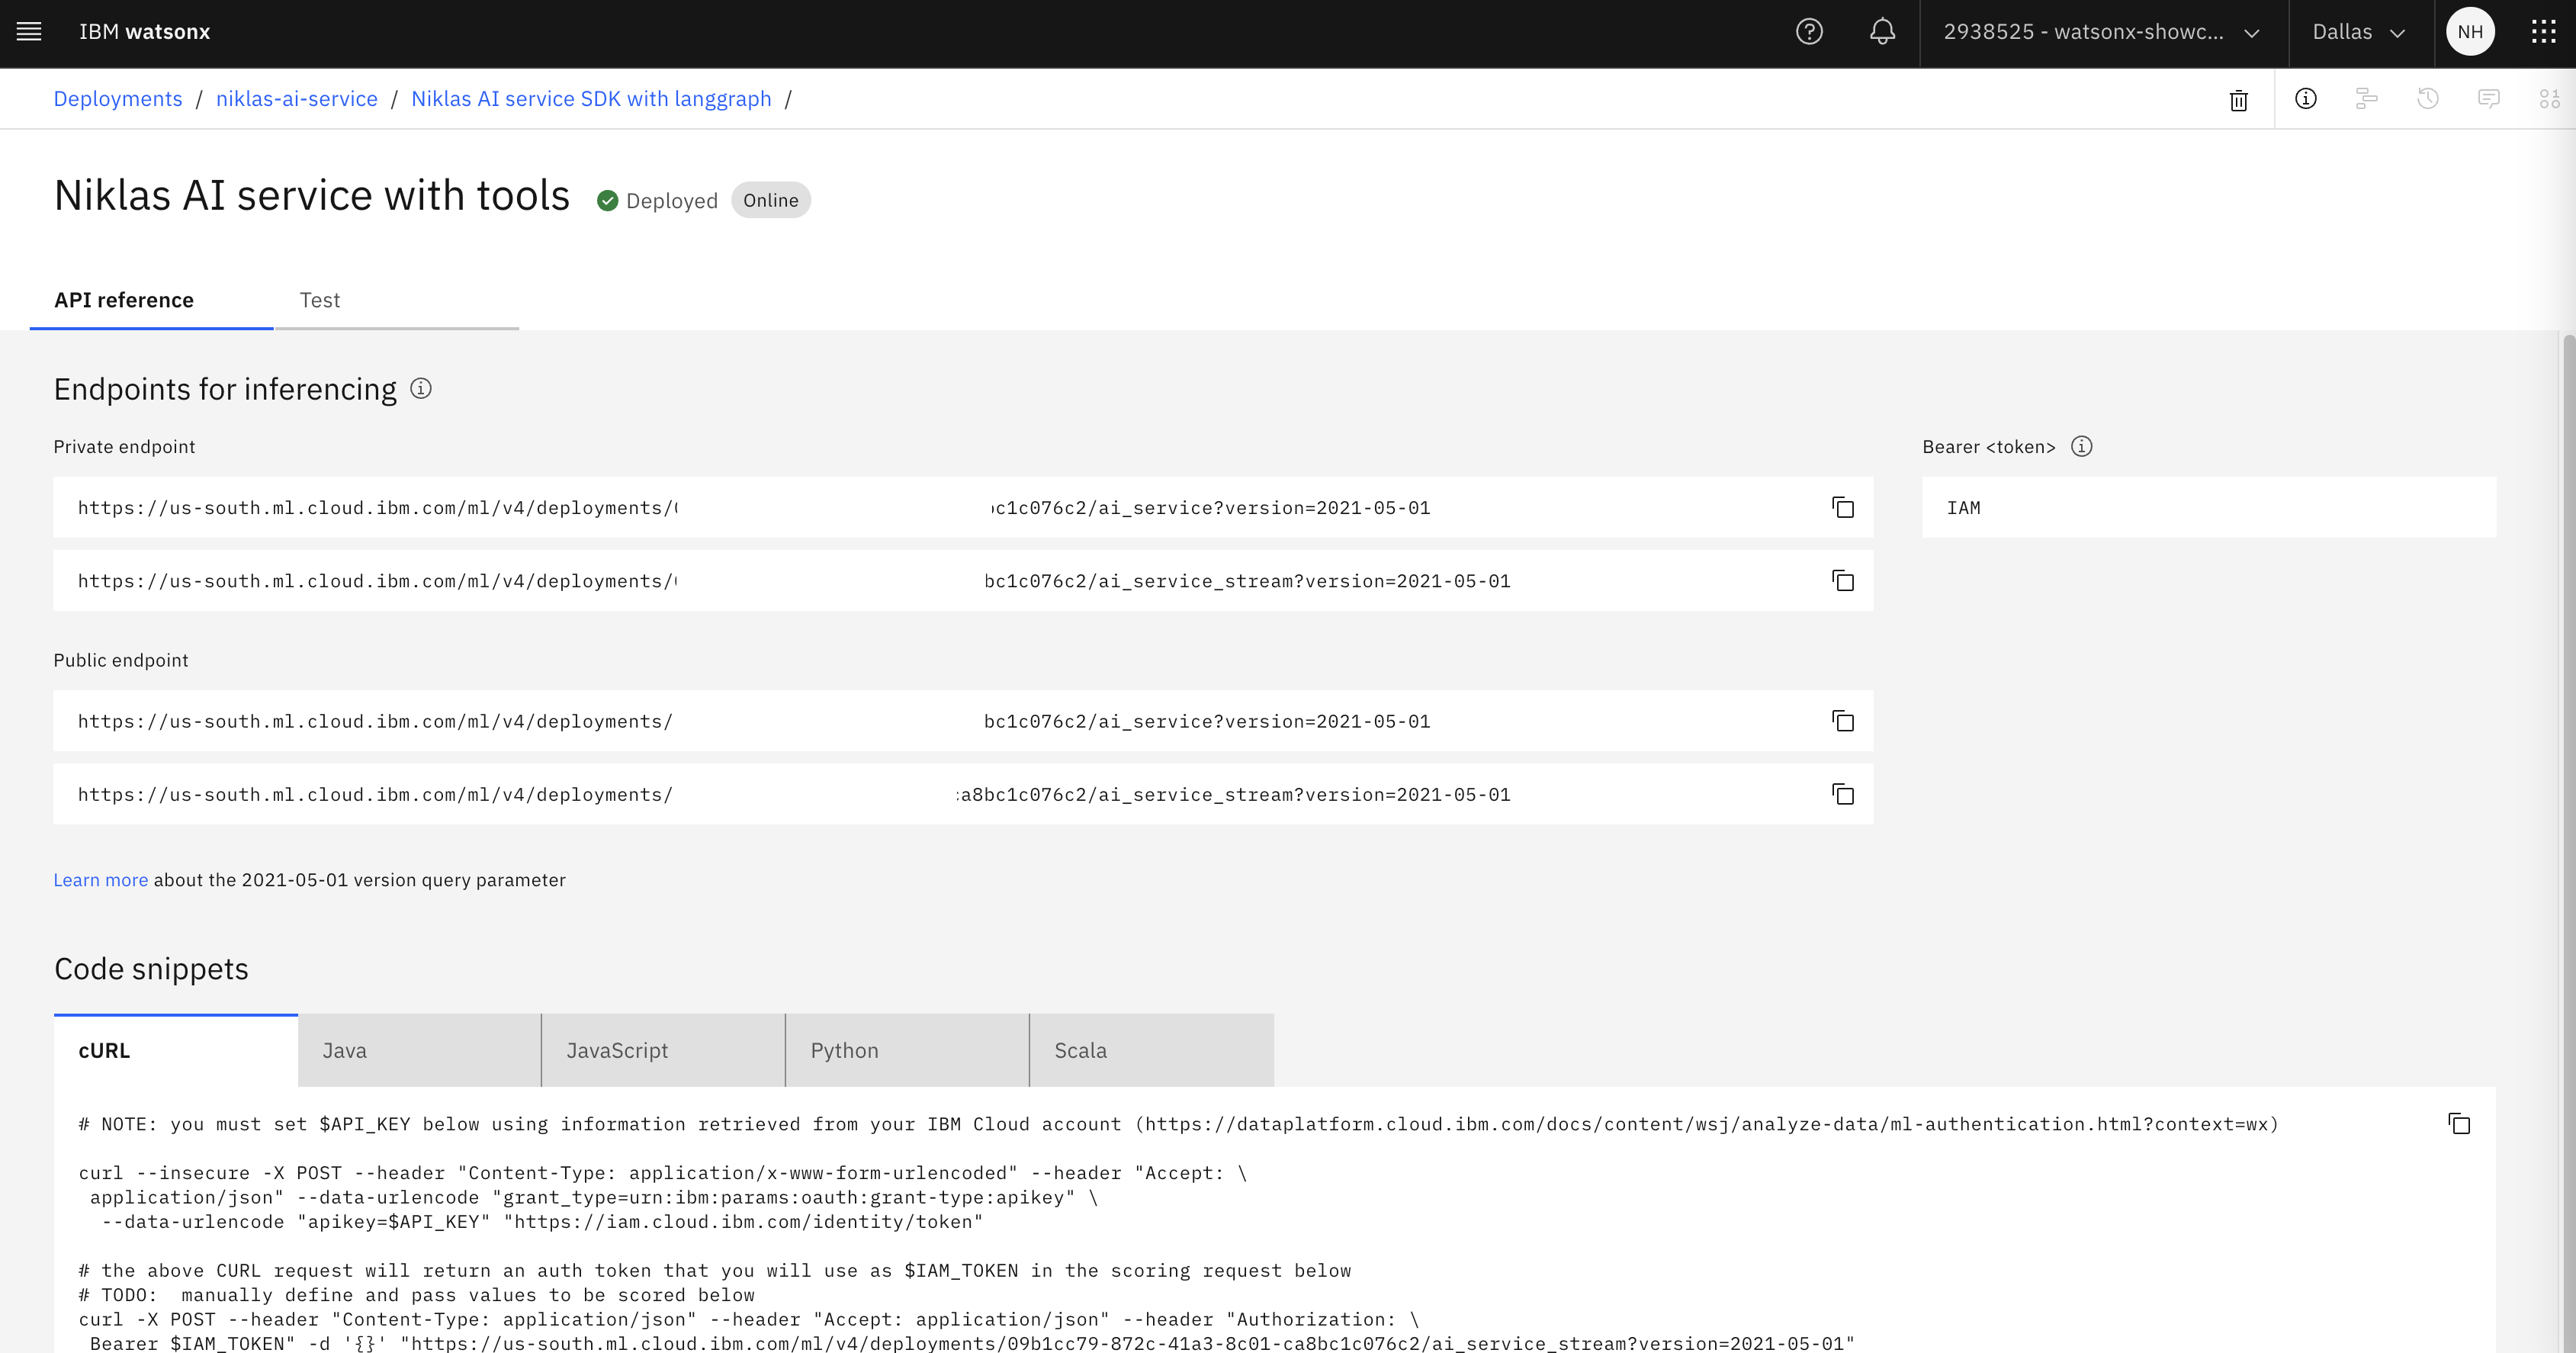 IBM watsonx
2938525 - watsonx-showc...
Dallas
NH
Deployments / niklas-ai-service / Niklas AI service SDK with langgraph /
Niklas AI service with tools
Deployed
Online
API reference
Test
Endpoints for inferencing
Private endpoint
Bearer <token>
https://us-south.ml.cloud.ibm.com/ml/v4/deployments/ c1c076c2/ai_service?version=2021-05-01
IAM
https://us-south.ml.cloud.ibm.com/ml/v4/deployments/ bc1c076c2/ai_service_stream?version=2021-05-01
Public endpoint
https://us-south.ml.cloud.ibm.com/ml/v4/deployments/ bc1c076c2/ai_service?version=2021-05-01
https://us-south.ml.cloud.ibm.com/ml/v4/deployments/ a8bc1c076c2/ai_service_stream?version=2021-05-01
Learn more about the 2021-05-01 version query parameter
Code snippets
cURL
Java
JavaScript
Python
Scala
# NOTE: you must set $API_KEY below using information retrieved from your IBM Cloud account (https://dataplatform.cloud.ibm.com/docs/content/wsj/analyze-data/ml-authentication.html?context=wx)
curl --insecure -X POST --header "Content-Type: application/x-www-form-urlencoded" --header "Accept: \
application/json" --data-urlencode "grant_type=urn:ibm:params:oauth:grant-type:apikey" \
--data-urlencode "apikey=$API_KEY" "https://iam.cloud.ibm.com/identity/token"
# the above CURL request will return an auth token that you will use as $IAM_TOKEN in the scoring request below
# TODO:  manually define and pass values to be scored below
curl -X POST --header "Content-Type: application/json" --header "Accept: application/json" --header "Authorization: \
Bearer $IAM_TOKEN" -d '{}' "https://us-south.ml.cloud.ibm.com/ml/v4/deployments/09b1cc79-872c-41a3-8c01-ca8bc1c076c2/ai_service_stream?version=2021-05-01"